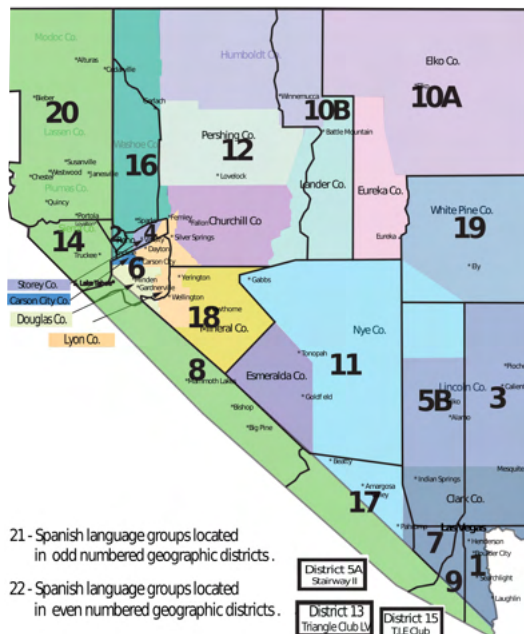 Modoc Co.
*Alturas
*Cedarville
Humboldt Co.
Elko Co.
20
*Bieber
Lassen Co.
Gerlach
*Winnemucca
10B
10A
16
Washoe Co.
Pershing Co.
12
*Battle Mountain
*Susanville
*Westwood
*Janesville
*Chester
Plumas Co.
*Lovelock
Lander Co.
Eureka Co.
*Quincy
*Portola
Fernley
*Fallon
Churchill Co.
White Pine Co.
19
14
2
4
*Silver Springs
Eureka*
Truckee*
*Dayton
*Carson City
*Ely
6
Storey Co.
Minden
*Gardnerville
*Yerington
*Gabbs
Carson City Co.
Douglas Co.
*Wellington
18
Mineral Co.
Nye Co.
Lyon Co.
8
*Mammoth Lakes
Esmeralda Co.
*Tonopah
11
Lincoln Co.
5B
3
*Alamo
*Goldfield
*Bishop
*Big Pine
*Beatty
Mesquite
*Amargosa
*Indian Springs
17
Clark Co.
Las Vegas
7
*Henderson
*Boulder City
1
*Searchlight
9
*Laughlin
21 - Spanish language groups located
in odd numbered geographic districts .
22 - Spanish language groups located
in even numbered geographic districts .
District 5A
Stairway II
District 13
Triangle Club LV
District 15
TIE Club